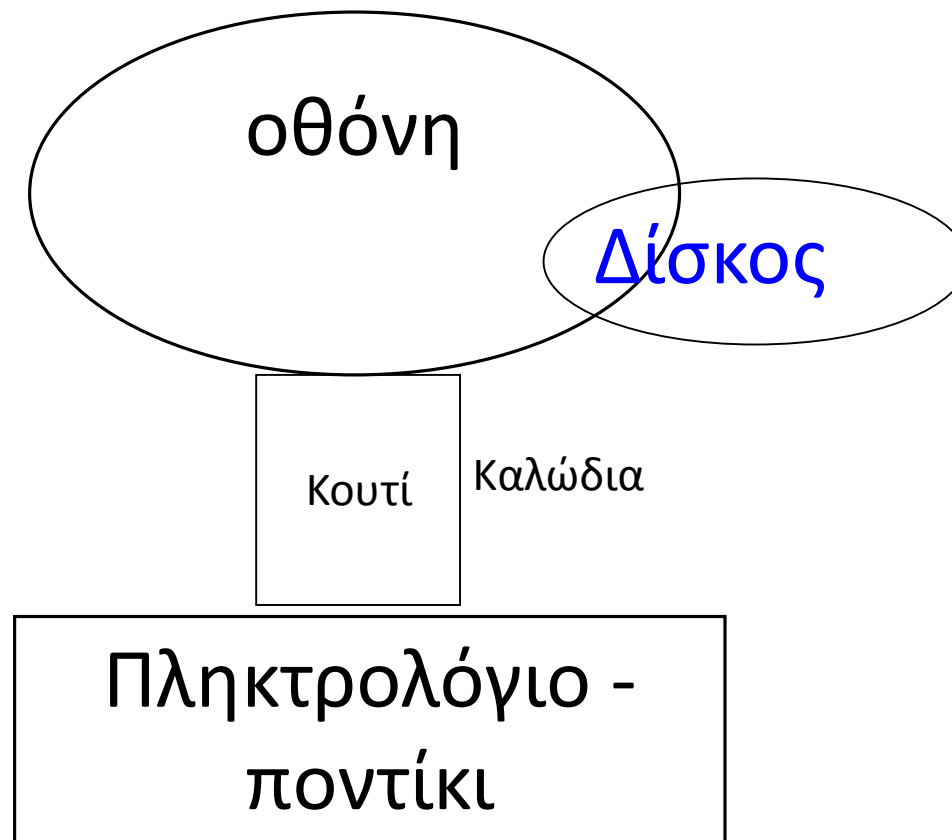 οθόνη
Δίσκος
Κουτί
Καλώδια
Πληκτρολόγιο -
ποντίκι